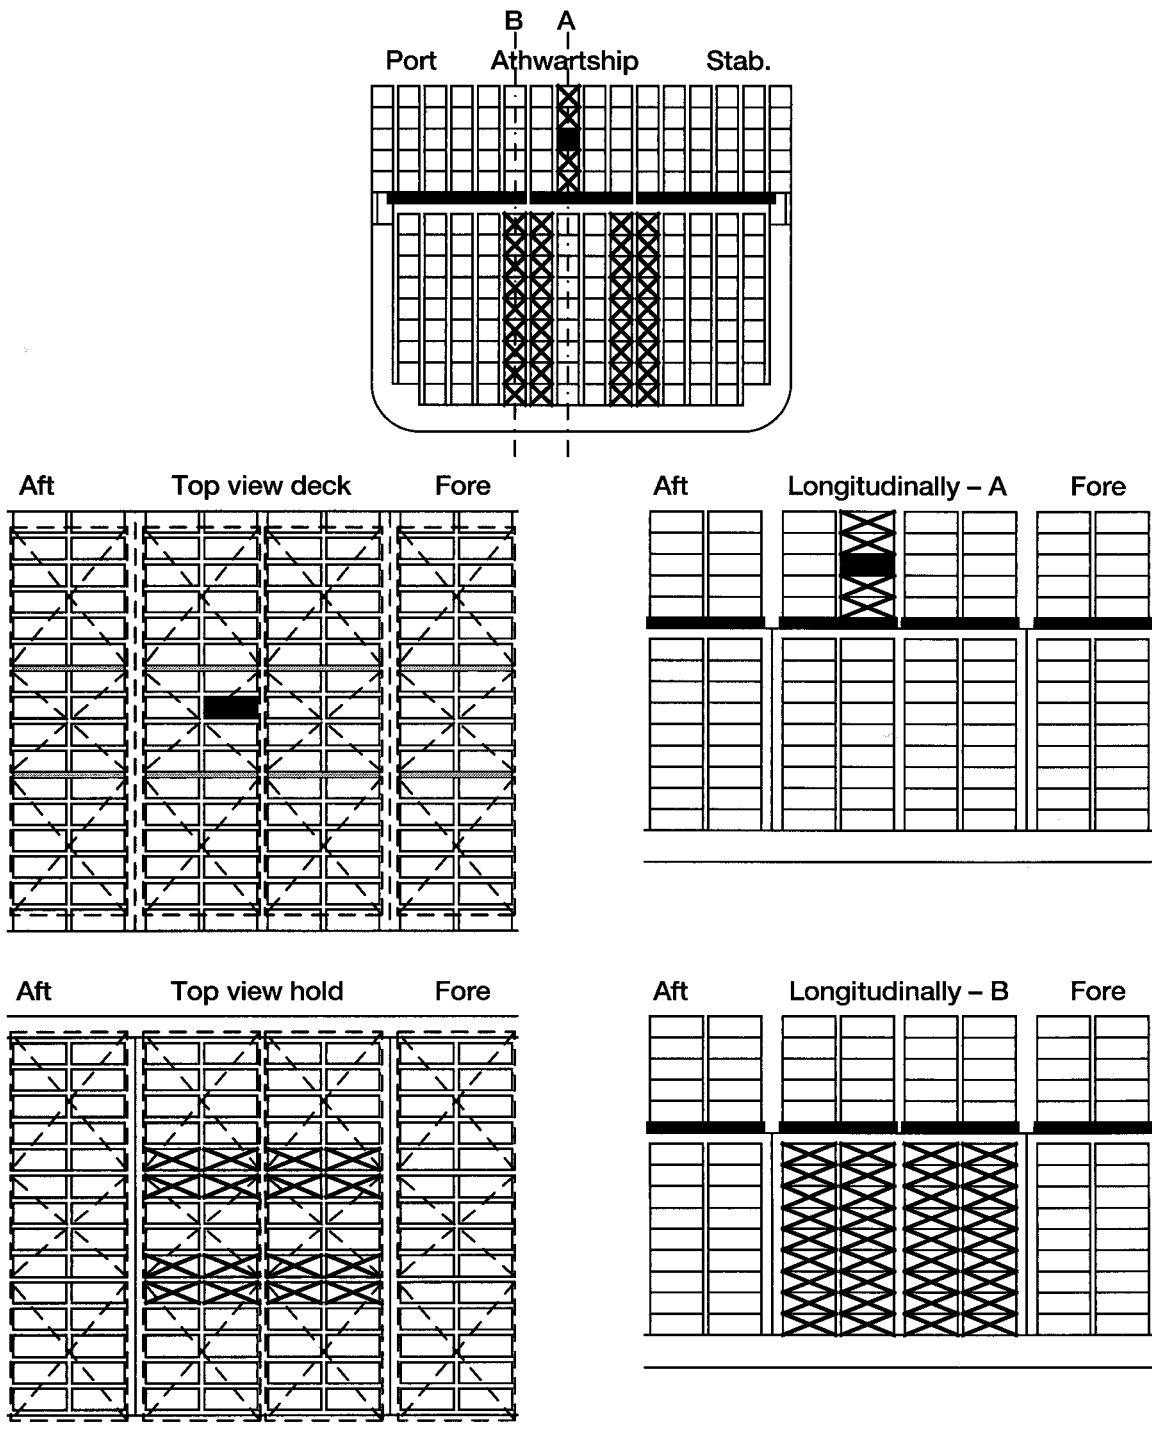 B A
Port Athwartship Stab.
Aft Top view deck Fore
Aft Longitudinally – A Fore
Aft Top view hold Fore
Aft Longitudinally – B Fore